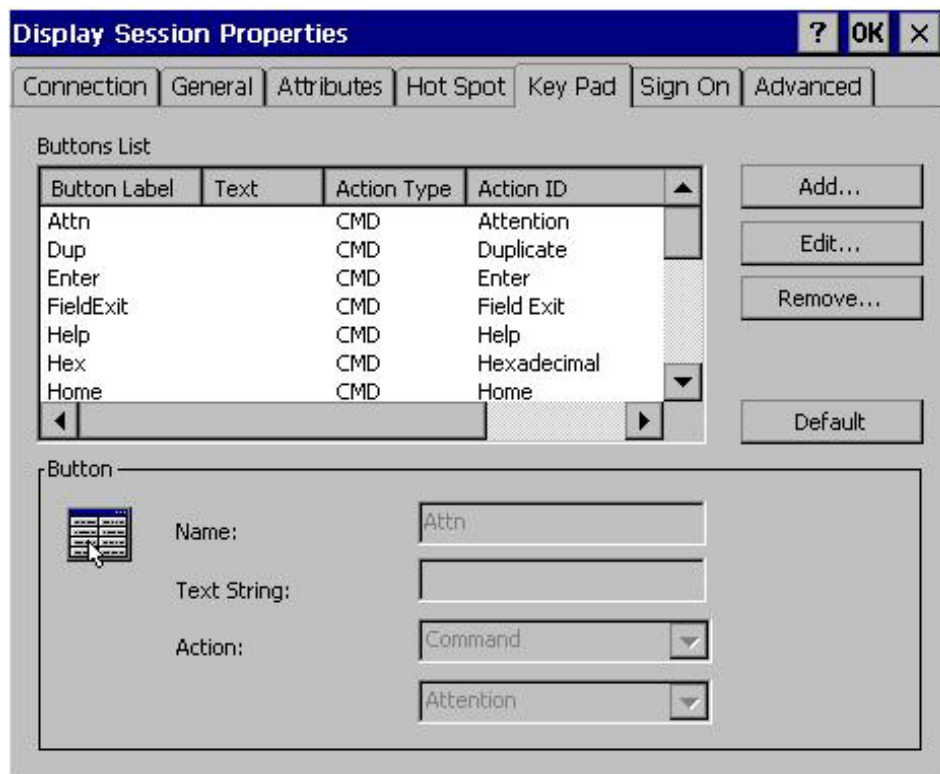 Display Session Properties ? OK ×
Connection General Attributes Hot Spot Key Pad Sign On Advanced
Buttons List
Button Label Text Action Type Action ID
Attn CMD Attention
Dup CMD Duplicate
Enter CMD Enter
FieldExit CMD Field Exit
Help CMD Help
Hex CMD Hexadecimal
Home CMD Home
Add...
Edit...
Remove...
Default
Button
Name: Attn
Text String:
Action: Command
Attention